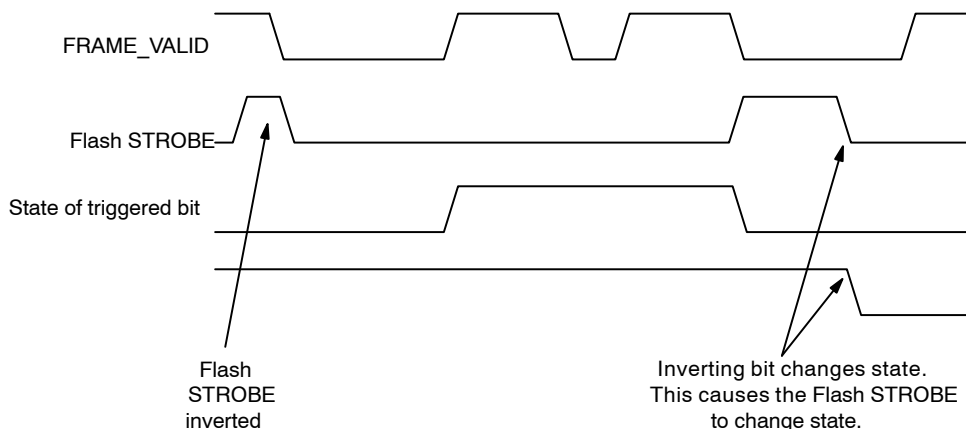 FRAME_VALID
Flash STROBE
State of triggered bit
Flash
STROBE
inverted
Inverting bit changes state.
This causes the Flash STROBE
to change state.